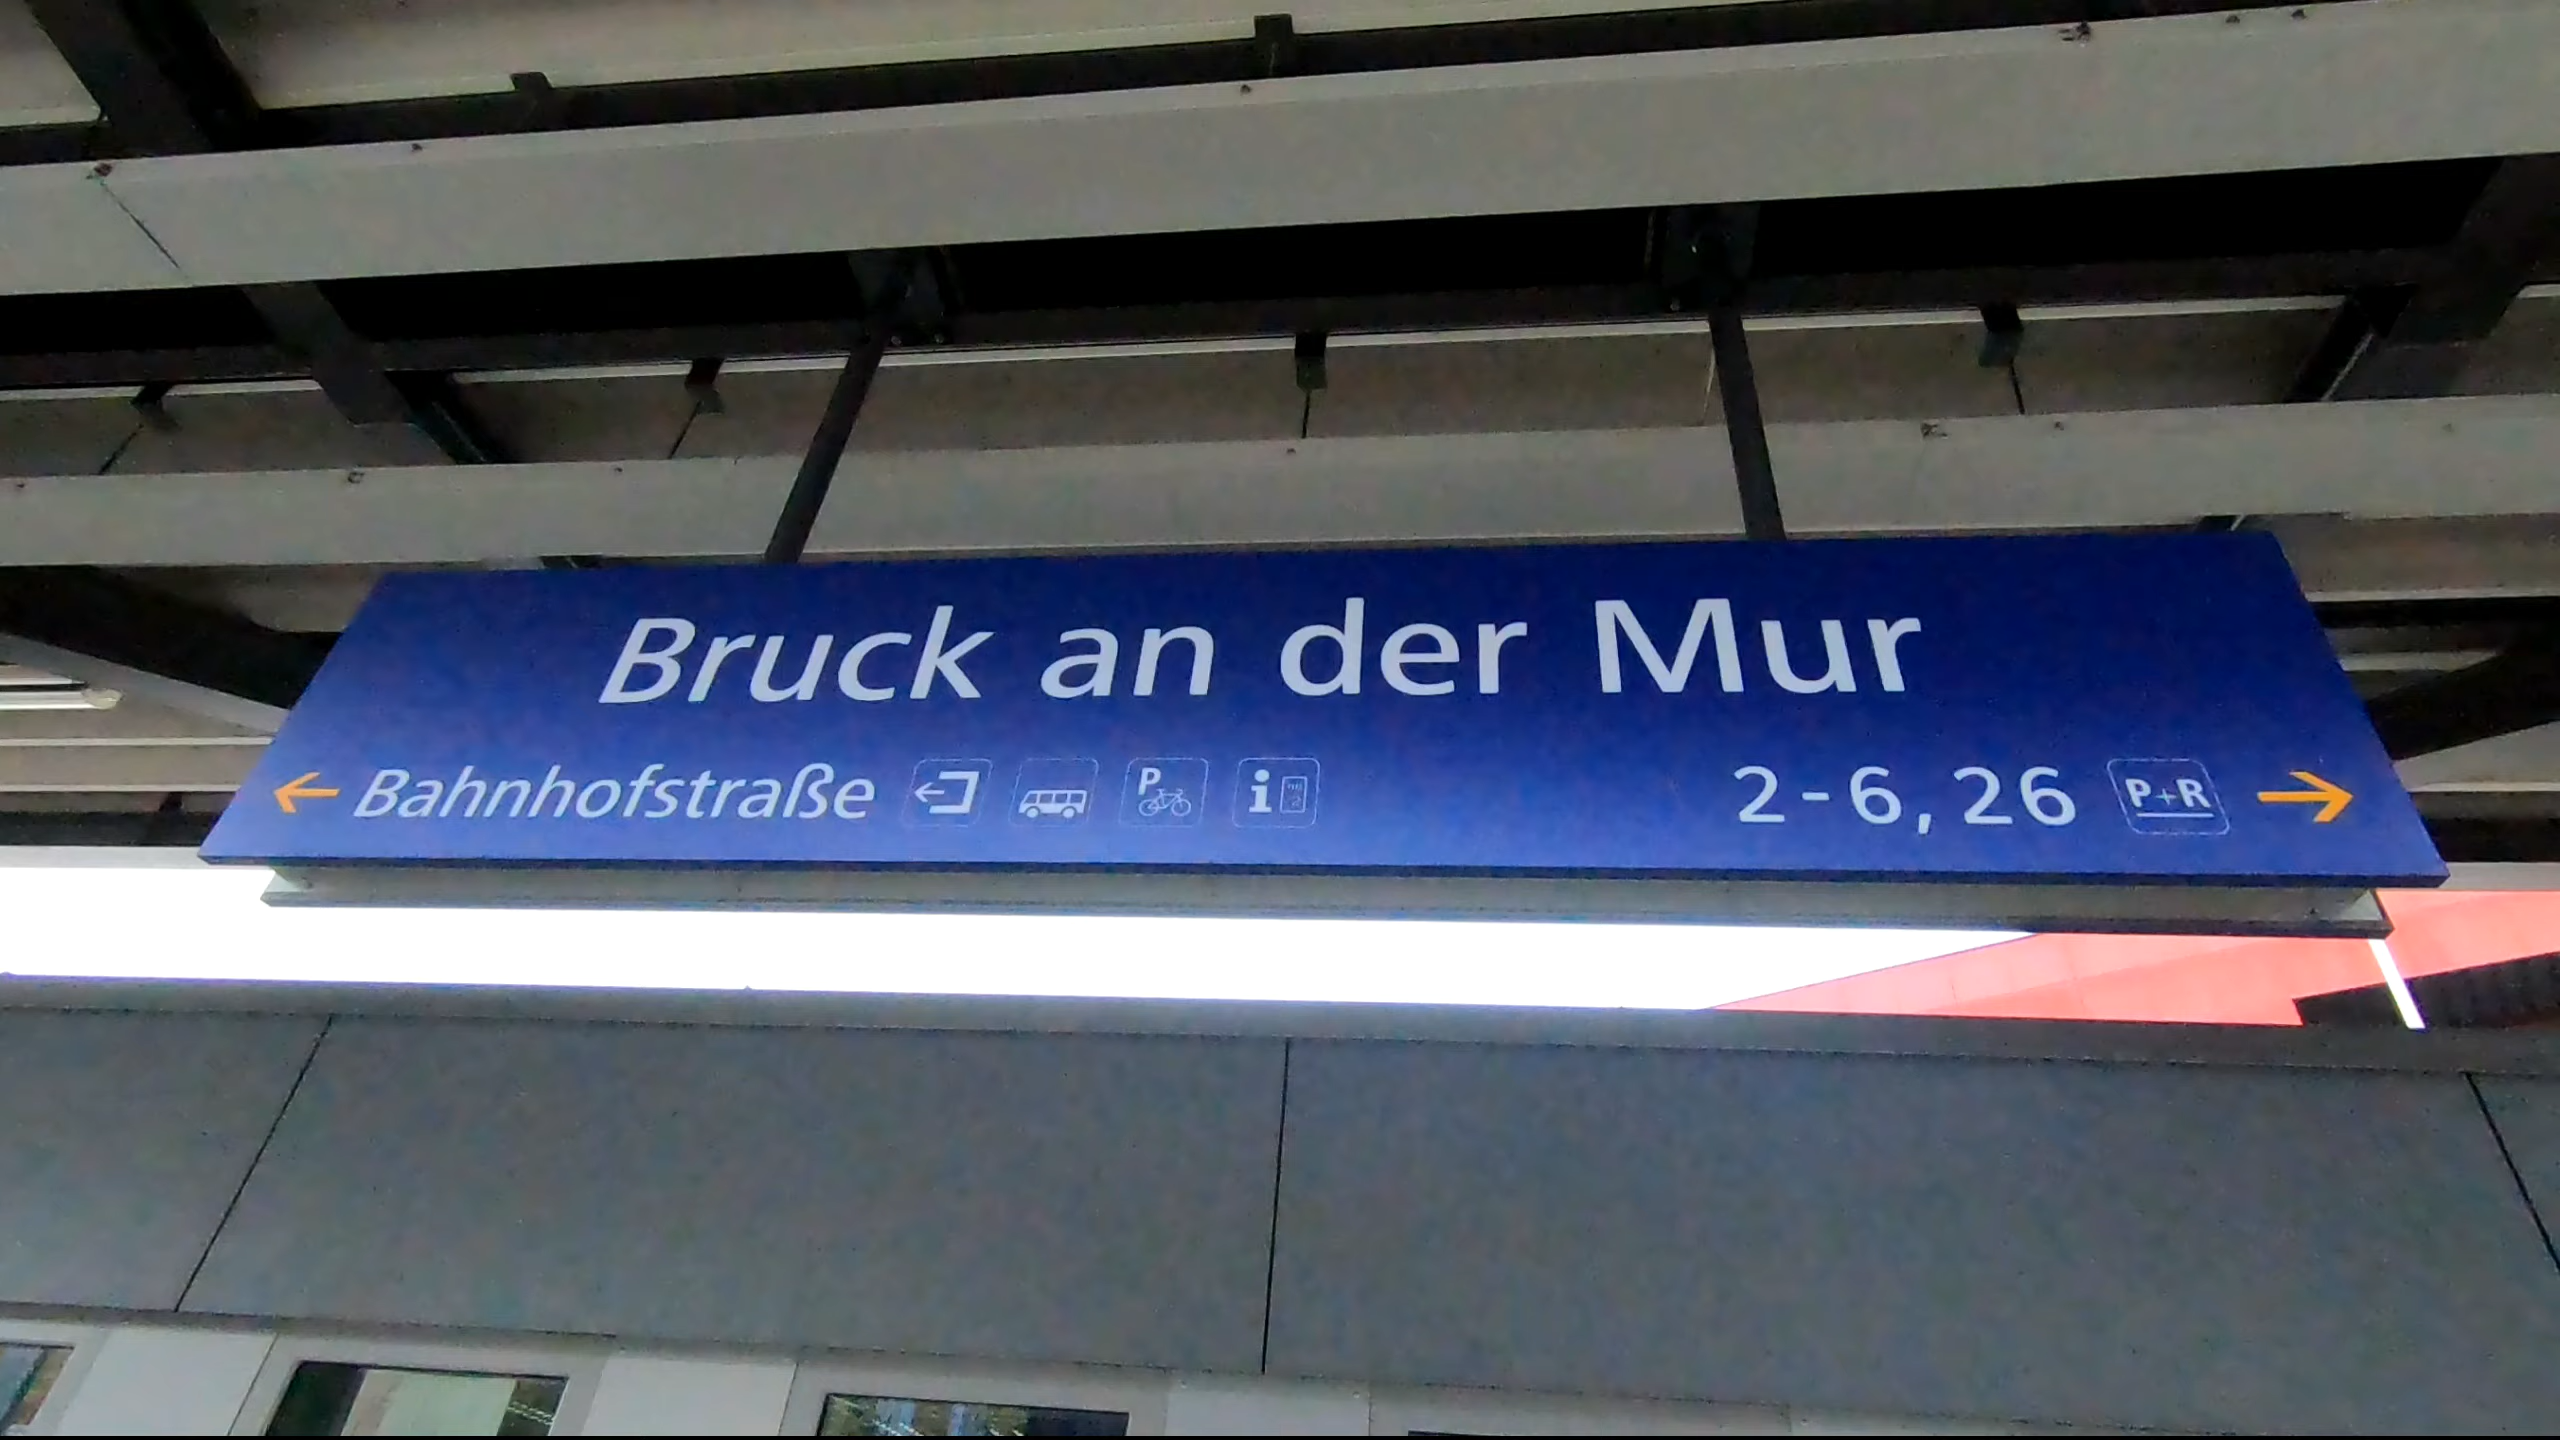 Bruck an der Mur
← Bahnhofstraße P i 2-6, 26 P+R →